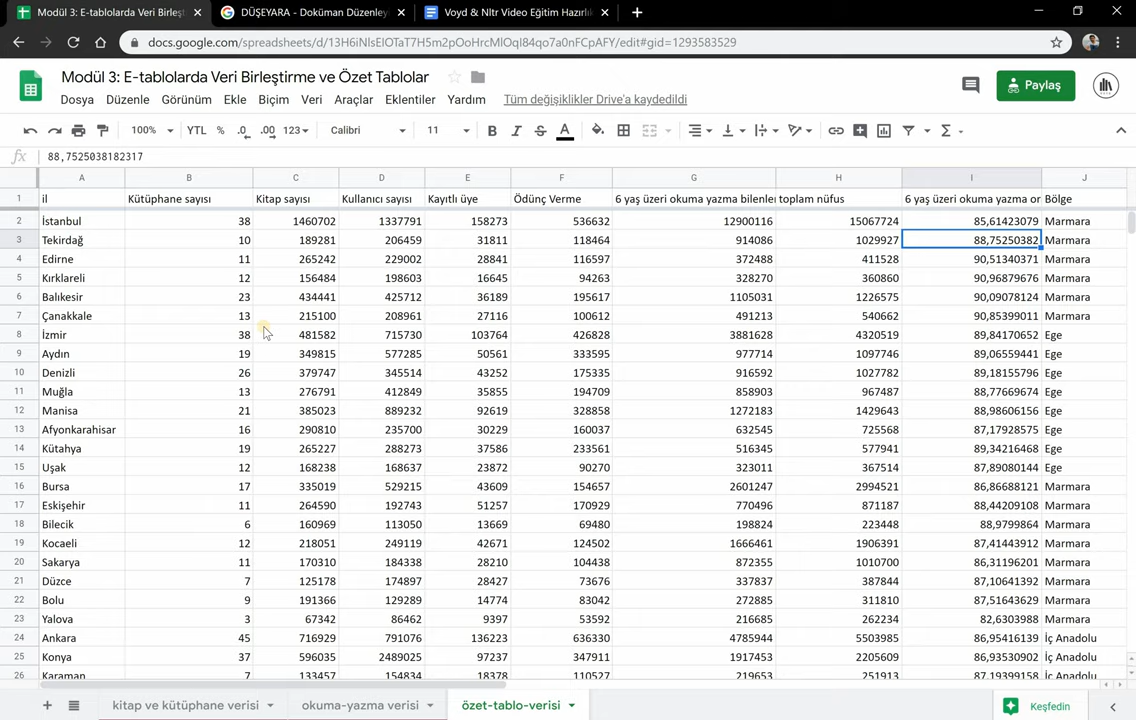 Modül 3: E-tablolarda Veri Birleşt
DÜŞEYARA - Doküman Düzenley
Voyd & Nltr Video Eğitim Hazırlık
docs.google.com/spreadsheets/d/13H6iNlsEIOTaT7H5m2pOoHrcMlOql84qo7a0nFCpAFY/edit#gid=1293583529
Modül 3: E-tablolarda Veri Birleştirme ve Özet Tablolar
Dosya Düzenle Görünüm Ekle Biçim Veri Araçlar Eklentiler Yardım Tüm değişiklikler Drive'a kaydedildi
Paylaş
100% YTL % .0 .00 123 Calibri 11 B I S A Σ
fx 88,7525038182317
A B C D E F G H I J
1 il Kütüphane sayısı Kitap sayısı Kullanıcı sayısı Kayıtlı üye Ödünç Verme 6 yaş üzeri okuma yazma bilenler toplam nüfus 6 yaş üzeri okuma yazma or Bölge
2 İstanbul 38 1460702 1337791 158273 536632 12900116 15067724 85,61423079 Marmara
3 Tekirdağ 10 189281 206459 31811 118464 914086 1029927 88,75250382 Marmara
4 Edirne 11 265242 229002 28841 116597 372488 411528 90,51340371 Marmara
5 Kırklareli 12 156484 198603 16645 94263 328270 360860 90,96879676 Marmara
6 Balıkesir 23 434441 425712 36189 195617 1105031 1226575 90,09078124 Marmara
7 Çanakkale 13 215100 208961 27116 100612 491213 540662 90,85399011 Marmara
8 İzmir 38 481582 715730 103764 426828 3881628 4320519 89,84170652 Ege
9 Aydın 19 349815 577285 50561 333595 977714 1097746 89,06559441 Ege
10 Denizli 26 379747 345514 43252 175335 916592 1027782 89,18155796 Ege
11 Muğla 13 276791 412849 35855 194709 858903 967487 88,77669674 Ege
12 Manisa 21 385023 889232 92619 328858 1272183 1429643 88,98606156 Ege
13 Afyonkarahisar 16 290810 235700 30229 160037 632545 725568 87,17928575 Ege
14 Kütahya 19 265227 288273 37586 233561 516345 577941 89,34216468 Ege
15 Uşak 12 168238 168637 23872 90270 323011 367514 87,89080144 Ege
16 Bursa 17 335019 529215 43609 154657 2601247 2994521 86,86688121 Marmara
17 Eskişehir 11 264590 192743 51257 170929 770496 871187 88,44209108 Marmara
18 Bilecik 6 160969 113050 13669 69480 198824 223448 88,9799864 Marmara
19 Kocaeli 12 218051 249119 42671 124502 1666461 1906391 87,41443912 Marmara
20 Sakarya 11 170310 184338 28210 104438 872355 1010700 86,31196201 Marmara
21 Düzce 7 125178 174897 28427 73676 337837 387844 87,10641392 Marmara
22 Bolu 9 191366 129289 14774 83042 272885 311810 87,51643629 Marmara
23 Yalova 3 67342 86462 9397 53592 216685 262234 82,6303988 Marmara
24 Ankara 45 716929 791076 136223 636330 4785944 5503985 86,95416139 İç Anadolu
25 Konya 37 596035 2489025 97237 347911 1917453 2205609 86,93530902 İç Anadolu
26 Karaman 7 133457 154834 18378 110527 219653 251913 87,19399158 İç Anadolu
kitap ve kütüphane verisi okuma-yazma verisi özet-tablo-verisi Keşfedin